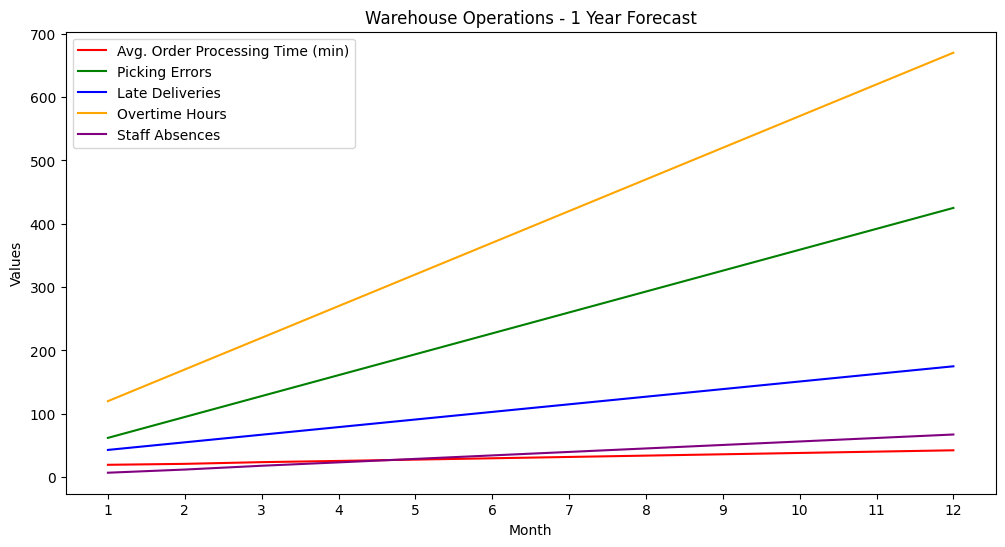 Warehouse Operations - 1 Year Forecast
700
600
500
400
300
200
100
0
Values
Avg. Order Processing Time (min)
Picking Errors
Late Deliveries
Overtime Hours
Staff Absences
1 2 3 4 5 6 7 8 9 10 11 12
Month